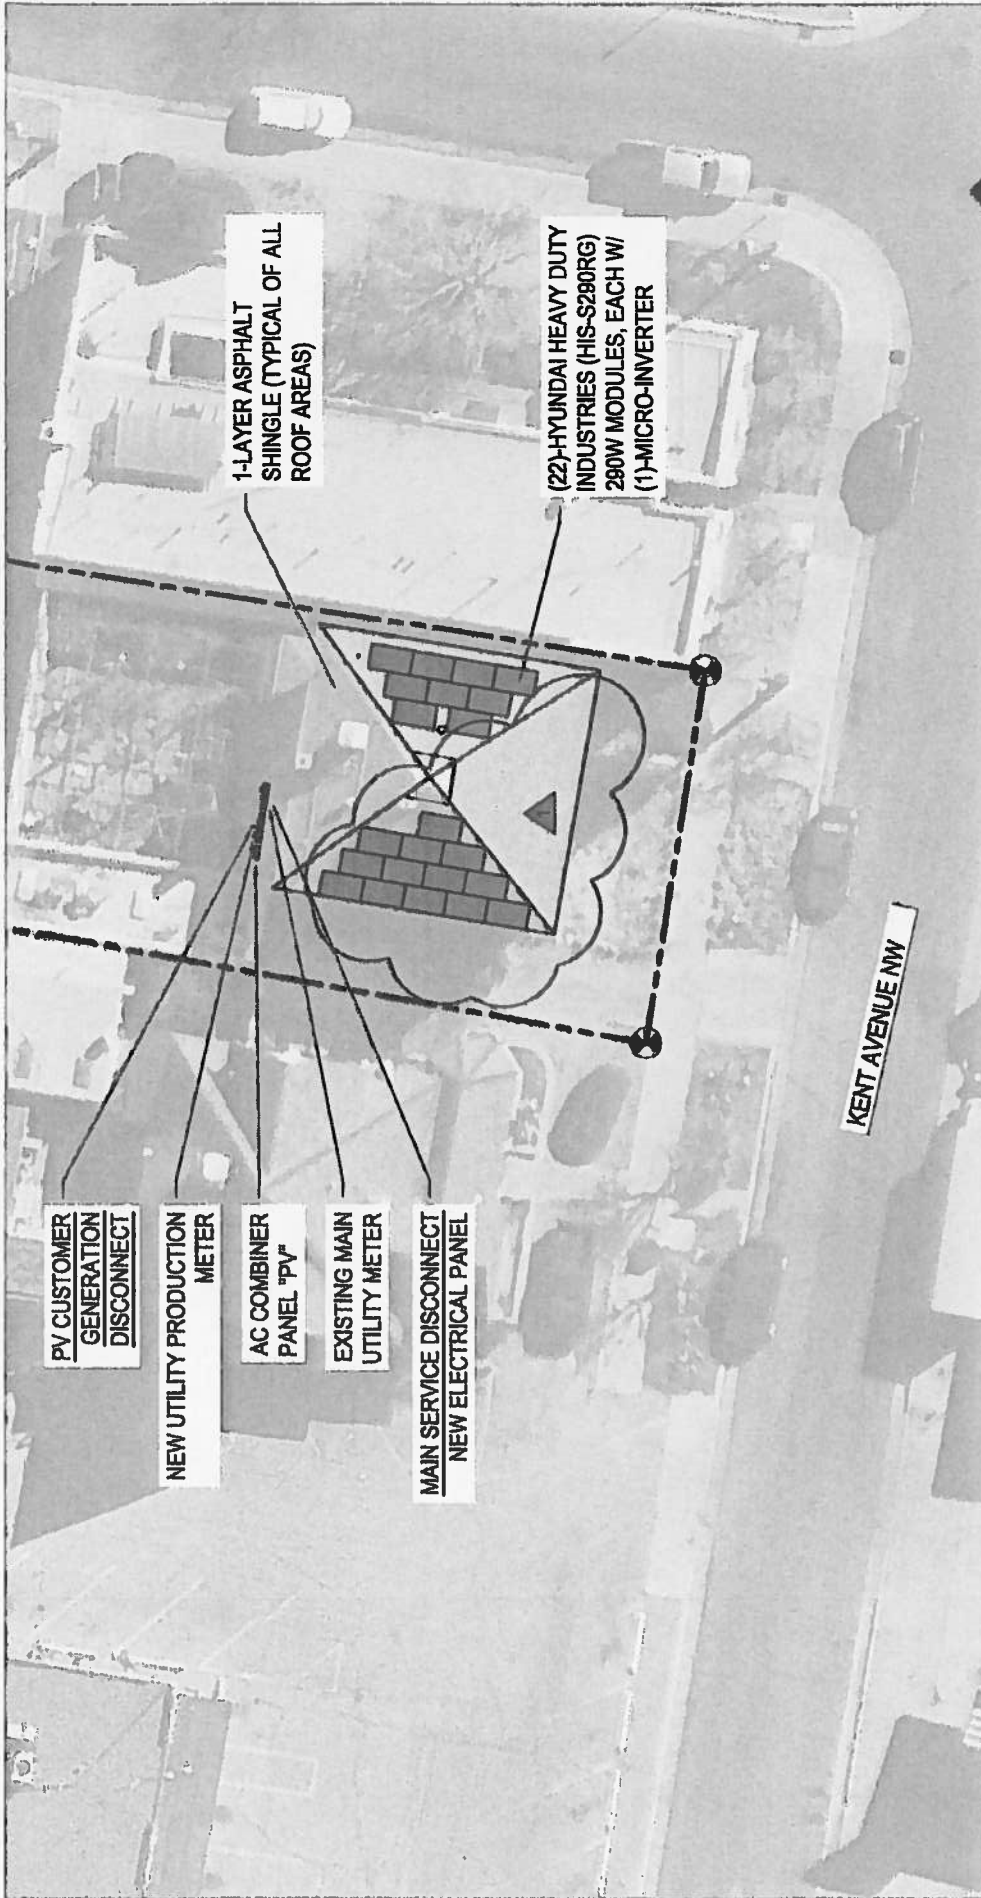 PV CUSTOMER
GENERATION
DISCONNECT
NEW UTILITY PRODUCTION
METER
AC COMBINER
PANEL "PV"
EXISTING MAIN
UTILITY METER
MAIN SERVICE DISCONNECT
NEW ELECTRICAL PANEL
1-LAYER ASPHALT
SHINGLE (TYPICAL OF ALL
ROOF AREAS)
(22)-HYUNDAI HEAVY DUTY
INDUSTRIES (HIS-S290RG)
290W MODULES, EACH W/
(1)-MICRO-INVERTER
KENT AVENUE NW